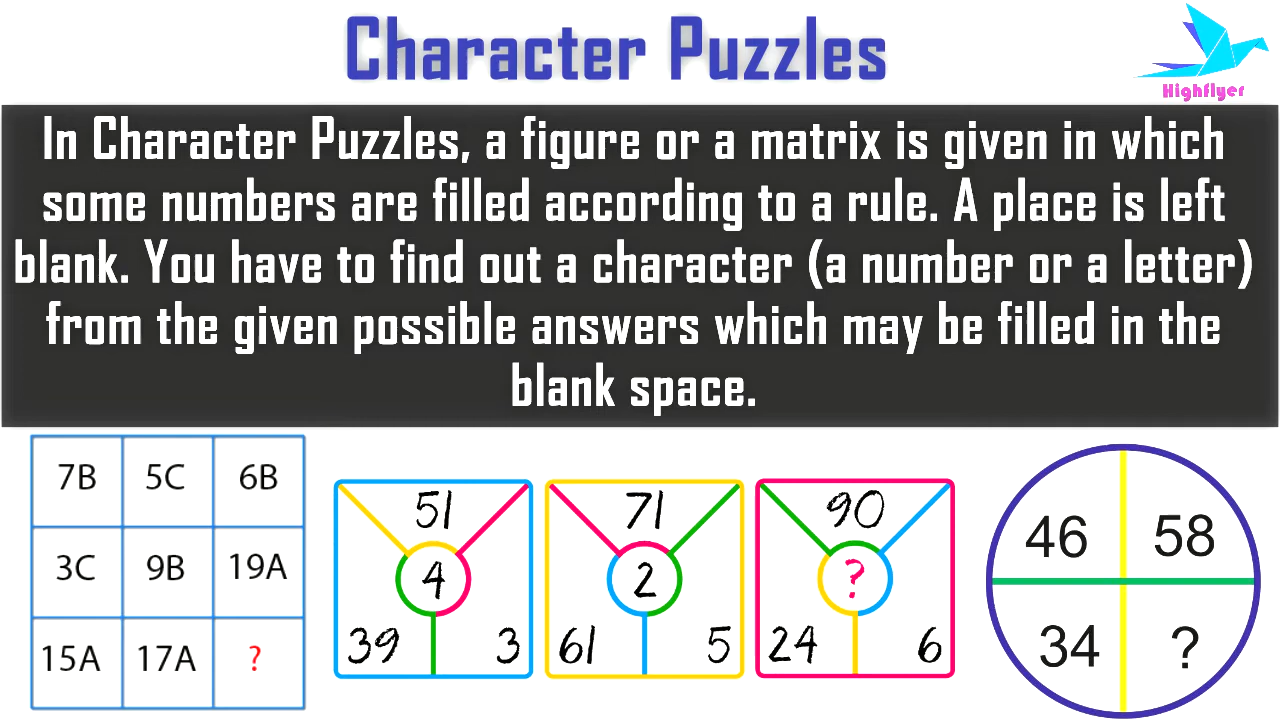 Character Puzzles
Highflyer
In Character Puzzles, a figure or a matrix is given in which
some numbers are filled according to a rule. A place is left
blank. You have to find out a character (a number or a letter)
from the given possible answers which may be filled in the
blank space.
7B 5C 6B
3C 9B 19A
15A 17A ?
51
4
39 3
71
2
61 5
90
?
24 6
46 58
34 ?